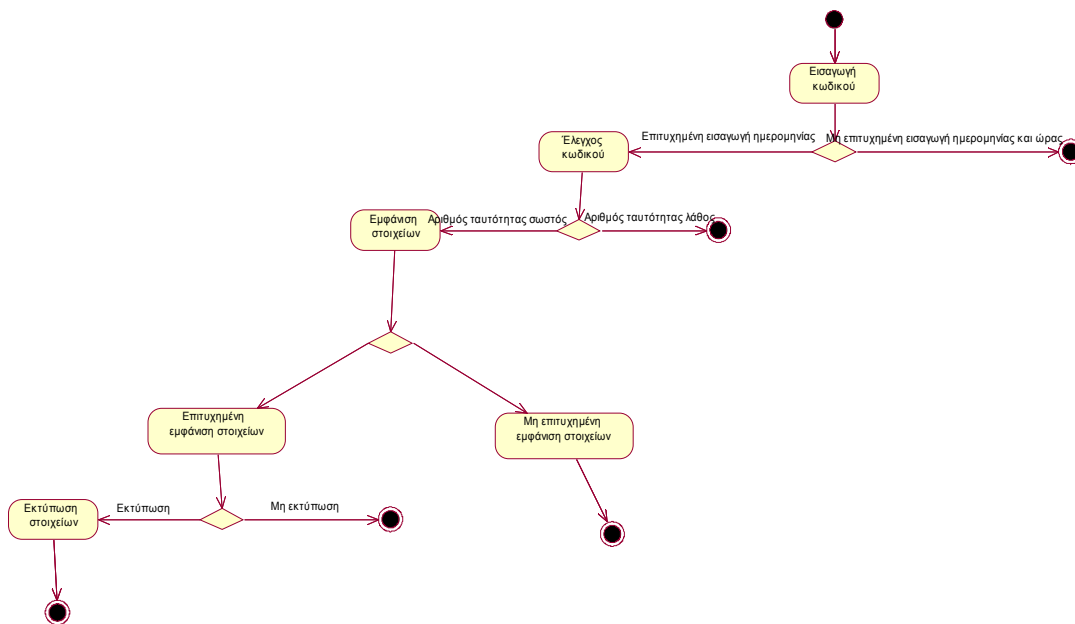 Εισαγωγή
κωδικού
Επιτυχημένη εισαγωγή ημερομηνίας
Μη επιτυχημένη εισαγωγή ημερομηνίας και ώρας
Έλεγχος
κωδικού
Εμφάνιση
στοιχείων
Αριθμός ταυτότητας σωστός
Αριθμός ταυτότητας λάθος
Επιτυχημένη
εμφάνιση στοιχείων
Μη επιτυχημένη
εμφάνιση στοιχείων
Εκτύπωση
στοιχείων
Εκτύπωση
Μη εκτύπωση